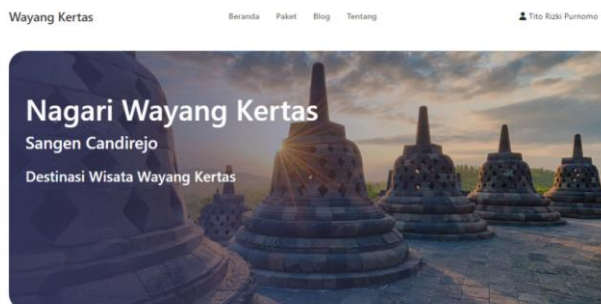 Wayang Kertas
Beranda Paket Blog Tentang
Tito Rizki Purnomo
Nagari Wayang Kertas
Sangen Candirejo
Destinasi Wisata Wayang Kertas